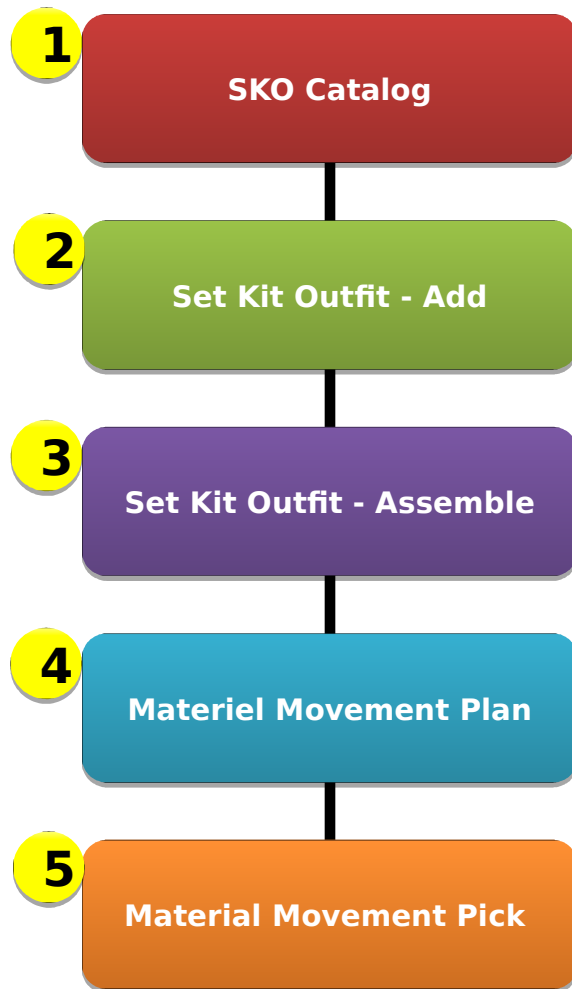 1
SKO Catalog
2
Set Kit Outfit - Add
3
Set Kit Outfit - Assemble
4
Materiel Movement Plan
5
Material Movement Pick